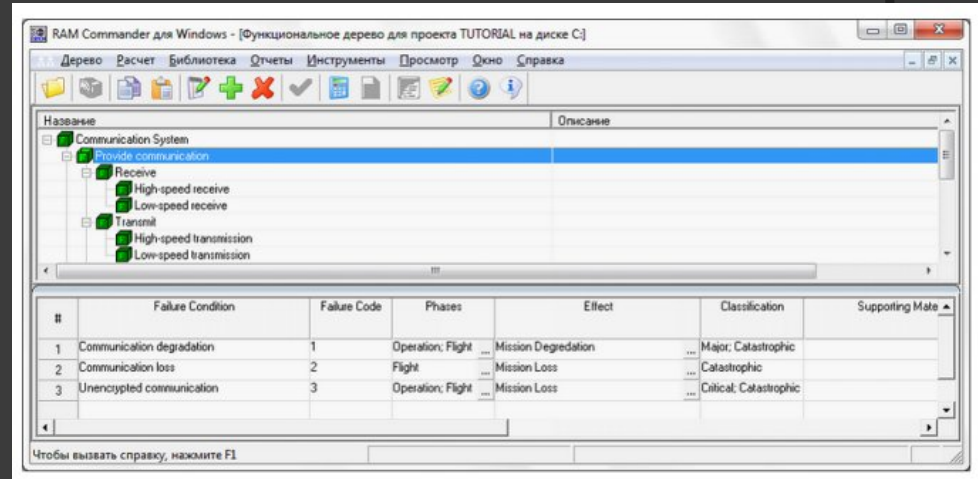 RAM Commander для Windows - [Функциональное дерево для проекта TUTORIAL на диске C:]
Дерево Расчет Библиотека Отчеты Инструменты Просмотр Окно Справка
Название Описание
Communication System
Provide communication
Receive
High-speed receive
Low-speed receive
Transmit
High-speed transmission
Low-speed transmission
# Failure Condition Failure Code Phases Effect Classification Supporting Mate
1 Communication degradation 1 Operation; Flight ... Mission Degredation ... Major; Catastrophic
2 Communication loss 2 Flight ... Mission Loss ... Catastrophic
3 Unencrypted communication 3 Operation; Flight ... Mission Loss ... Critical; Catastrophic
Чтобы вызвать справку, нажмите F1